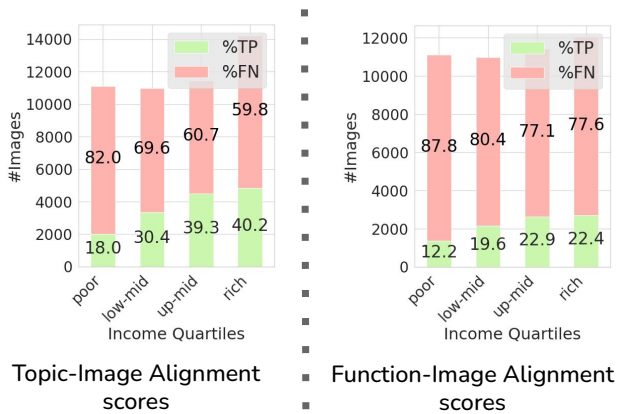 14000
12000
10000
8000
6000
4000
2000
0
#Images
%TP
%FN
82.0
69.6
60.7
59.8
18.0
30.4
39.3
40.2
poor
low-mid
up-mid
rich
Income Quartiles
Topic-Image Alignment
scores
12000
10000
8000
6000
4000
2000
0
#Images
%TP
%FN
87.8
80.4
77.1
77.6
12.2
19.6
22.9
22.4
poor
low-mid
up-mid
rich
Income Quartiles
Function-Image Alignment
scores